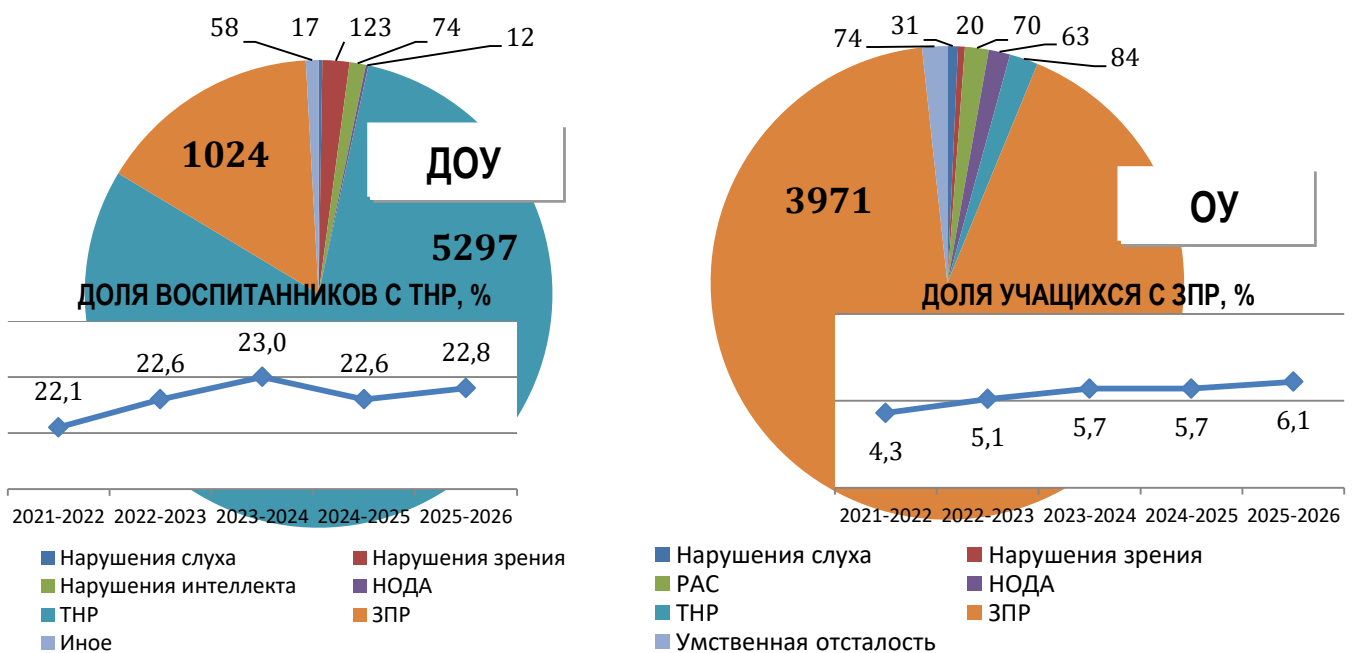 58 17 123 74 12
1024
ДОУ
5297
ДОЛЯ ВОСПИТАННИКОВ С ТНР, %
22,1 22,6 23,0 22,6 22,8
2021-2022 2022-2023 2023-2024 2024-2025 2025-2026
Нарушения слуха Нарушения зрения
Нарушения интеллекта НОДА
ТНР ЗПР
Иное
74 31 20 70 63 84
3971
ОУ
ДОЛЯ УЧАЩИХСЯ С ЗПР, %
4,3 5,1 5,7 5,7 6,1
2021-2022 2022-2023 2023-2024 2024-2025 2025-2026
Нарушения слуха Нарушения зрения
РАС НОДА
ТНР ЗПР
Умственная отсталость